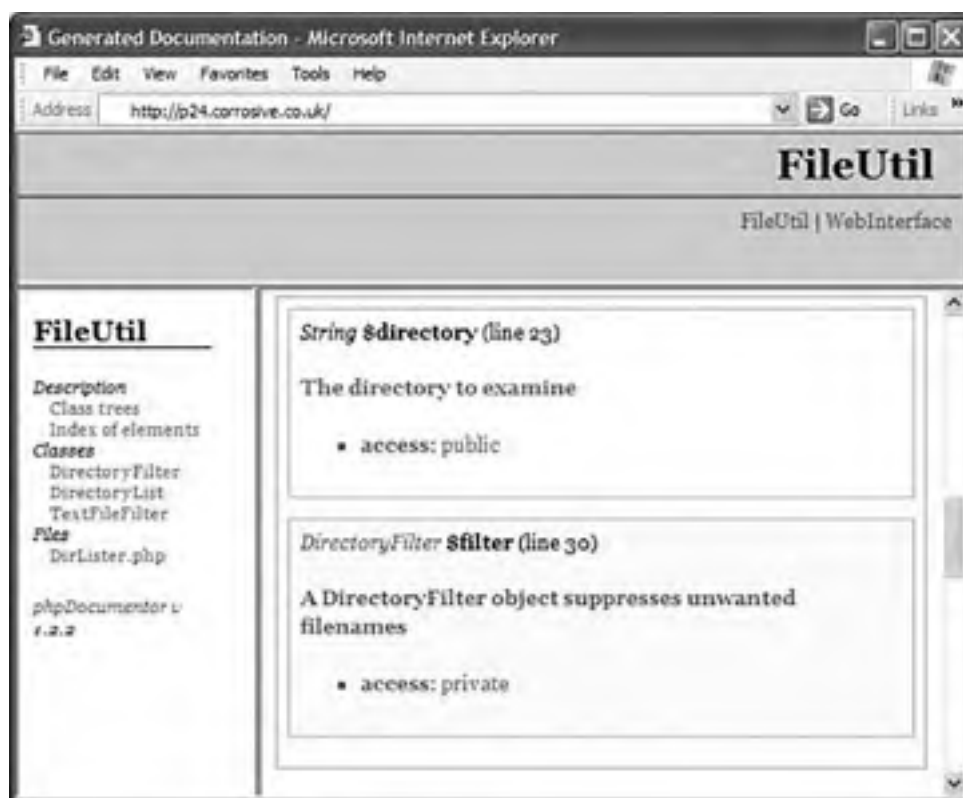 Generated Documentation - Microsoft Internet Explorer
File Edit View Favorites Tools Help
Address http://p24.corrosive.co.uk/ Go Links »
FileUtil
FileUtil | WebInterface
FileUtil
Description
Class trees
Index of elements
Classes
DirectoryFilter
DirectoryList
TextFileFilter
Files
DirLister.php
phpDocumentor v
1.2.2
String $directory (line 23)
The directory to examine
• access: public
DirectoryFilter $filter (line 30)
A DirectoryFilter object suppresses unwanted
filenames
• access: private